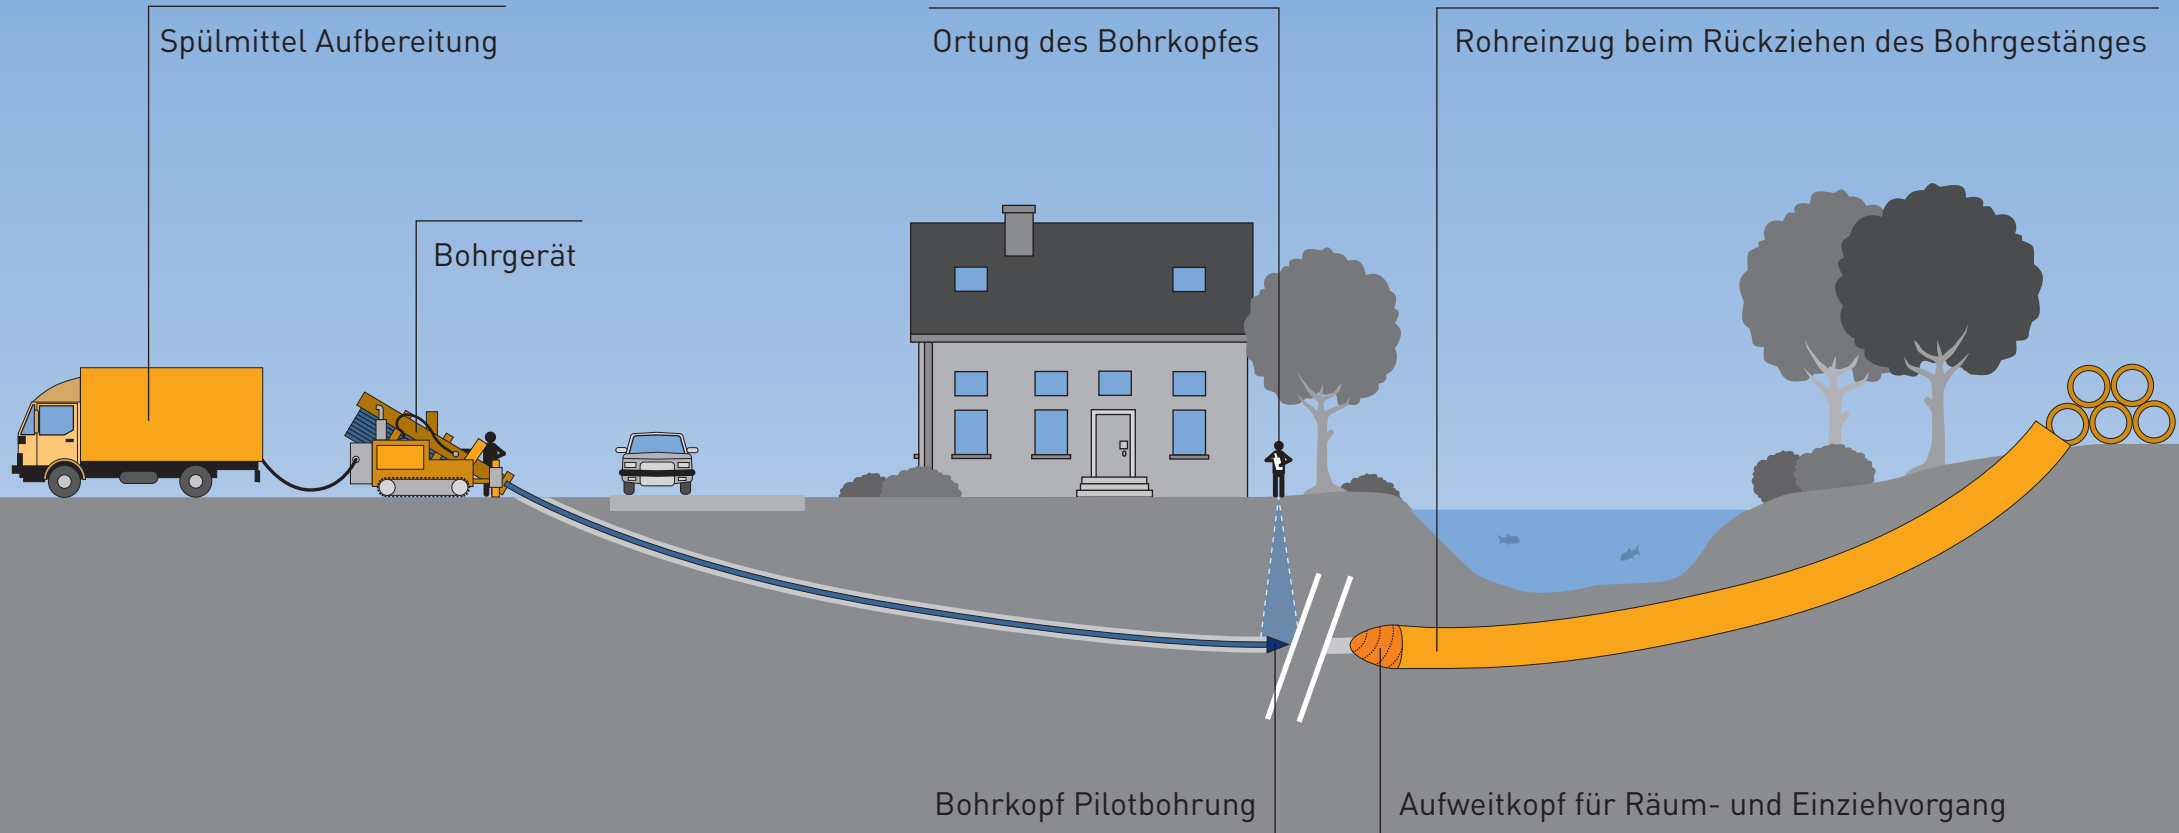 Spülmittel Aufbereitung
Ortung des Bohrkopfes
Rohreinzug beim Rückziehen des Bohrgestänges
Bohrgerät
Bohrkopf Pilotbohrung
Aufweitkopf für Räum- und Einziehvorgang